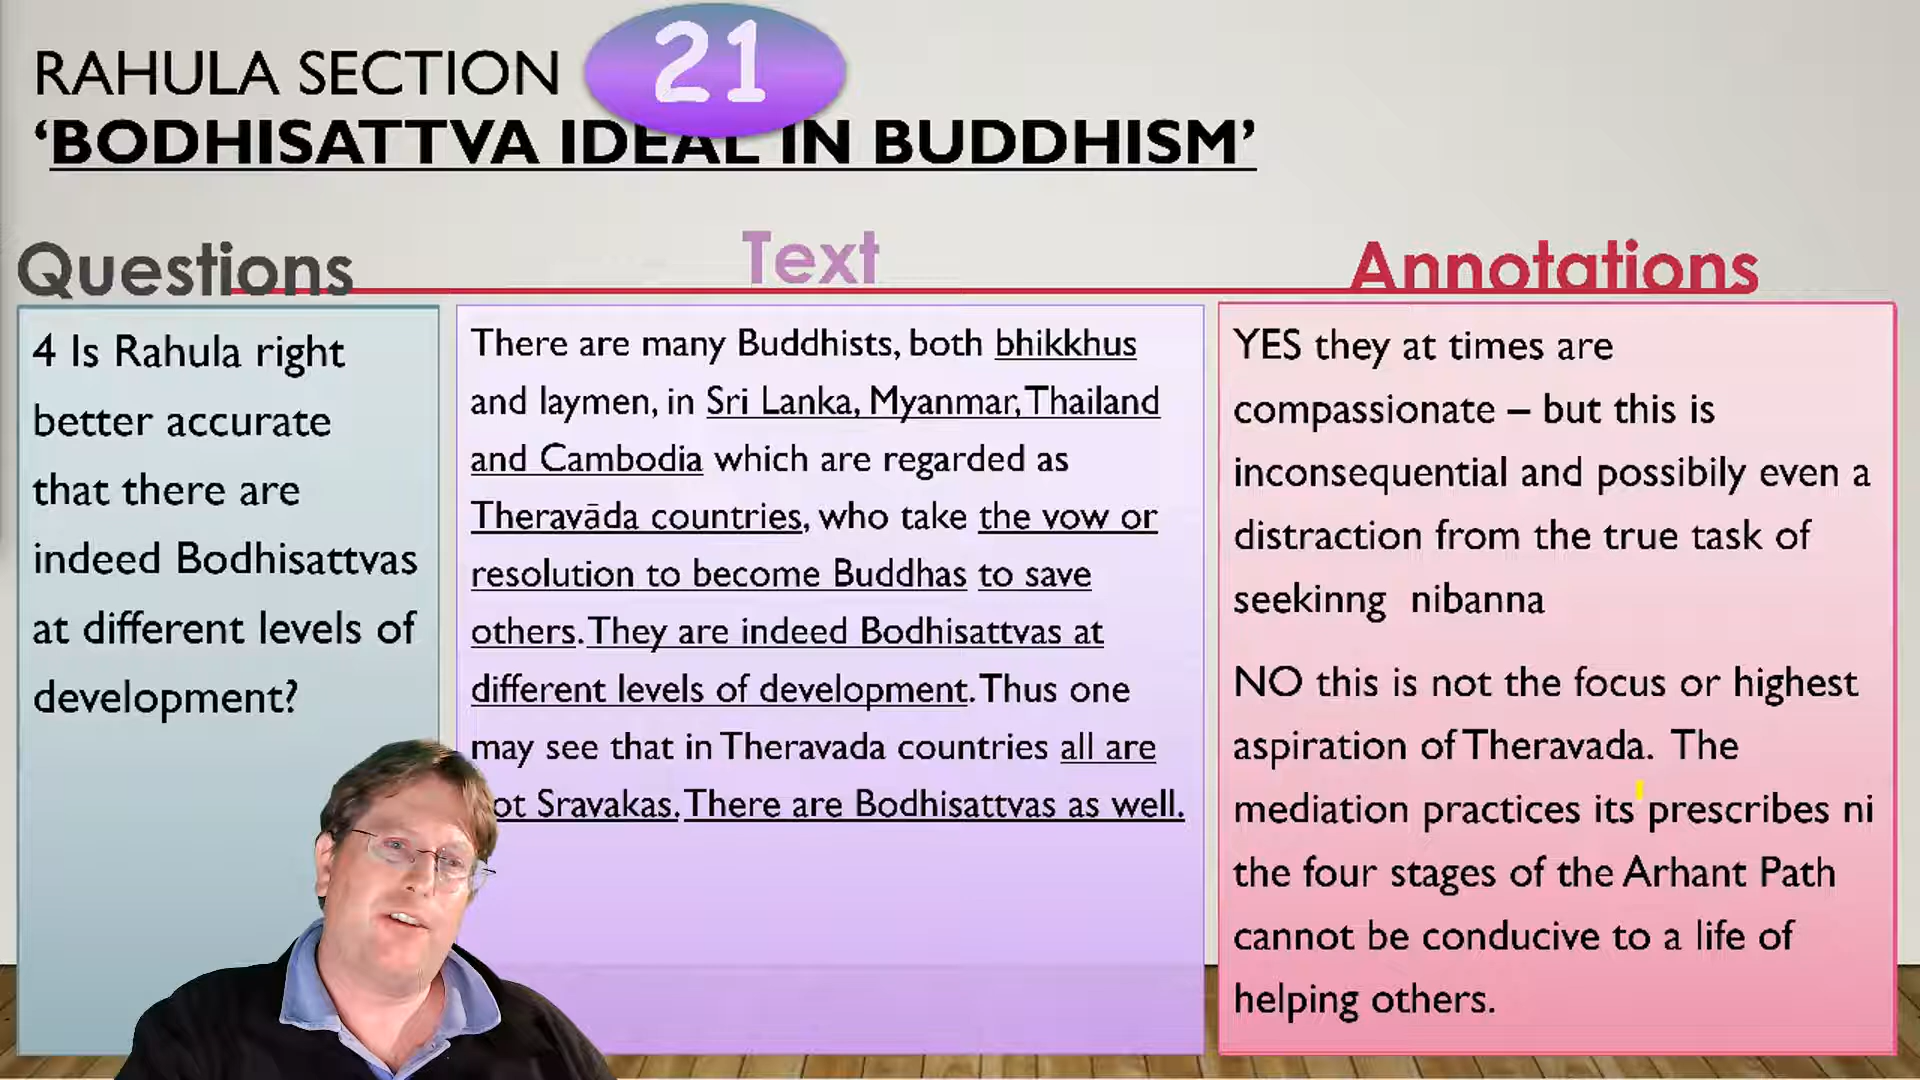 RAHULA SECTION 21
‘BODHISATTVA IDEAL IN BUDDHISM’
Questions
4 Is Rahula right
better accurate
that there are
indeed Bodhisattvas
at different levels of
development?
Text
There are many Buddhists, both bhikkhus
and laymen, in Sri Lanka, Myanmar, Thailand
and Cambodia which are regarded as
Theravāda countries, who take the vow or
resolution to become Buddhas to save
others. They are indeed Bodhisattvas at
different levels of development. Thus one
may see that in Theravada countries all are
ot Sravakas. There are Bodhisattvas as well.
Annotations
YES they at times are
compassionate – but this is
inconsequential and possibily even a
distraction from the true task of
seekinng nibanna
NO this is not the focus or highest
aspiration of Theravada. The
mediation practices its prescribes ni
the four stages of the Arhant Path
cannot be conducive to a life of
helping others.